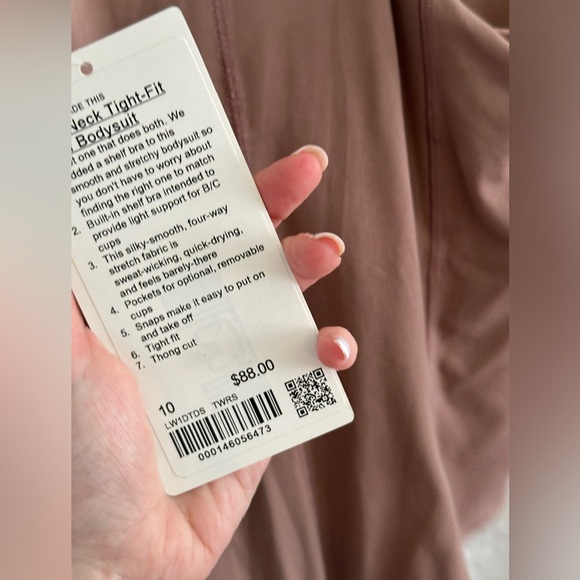 DE THIS
Neck Tight-Fit
Bodysuit
one that does both. We
dded a shelf bra to this
smooth and stretchy bodysuit so
you don't have to worry about
finding the right one to match
2. Built-in shelf bra intended to
provide light support for B/C
cups
3. This silky-smooth, four-way
stretch fabric is
sweat-wicking, quick-drying,
and feels barely-there
4. Pockets for optional, removable
cups
5. Snaps make it easy to put on
and take off
6. Tight fit
7. Thong cut
$88.00
10
LW1DTDS TWRS
000146056473